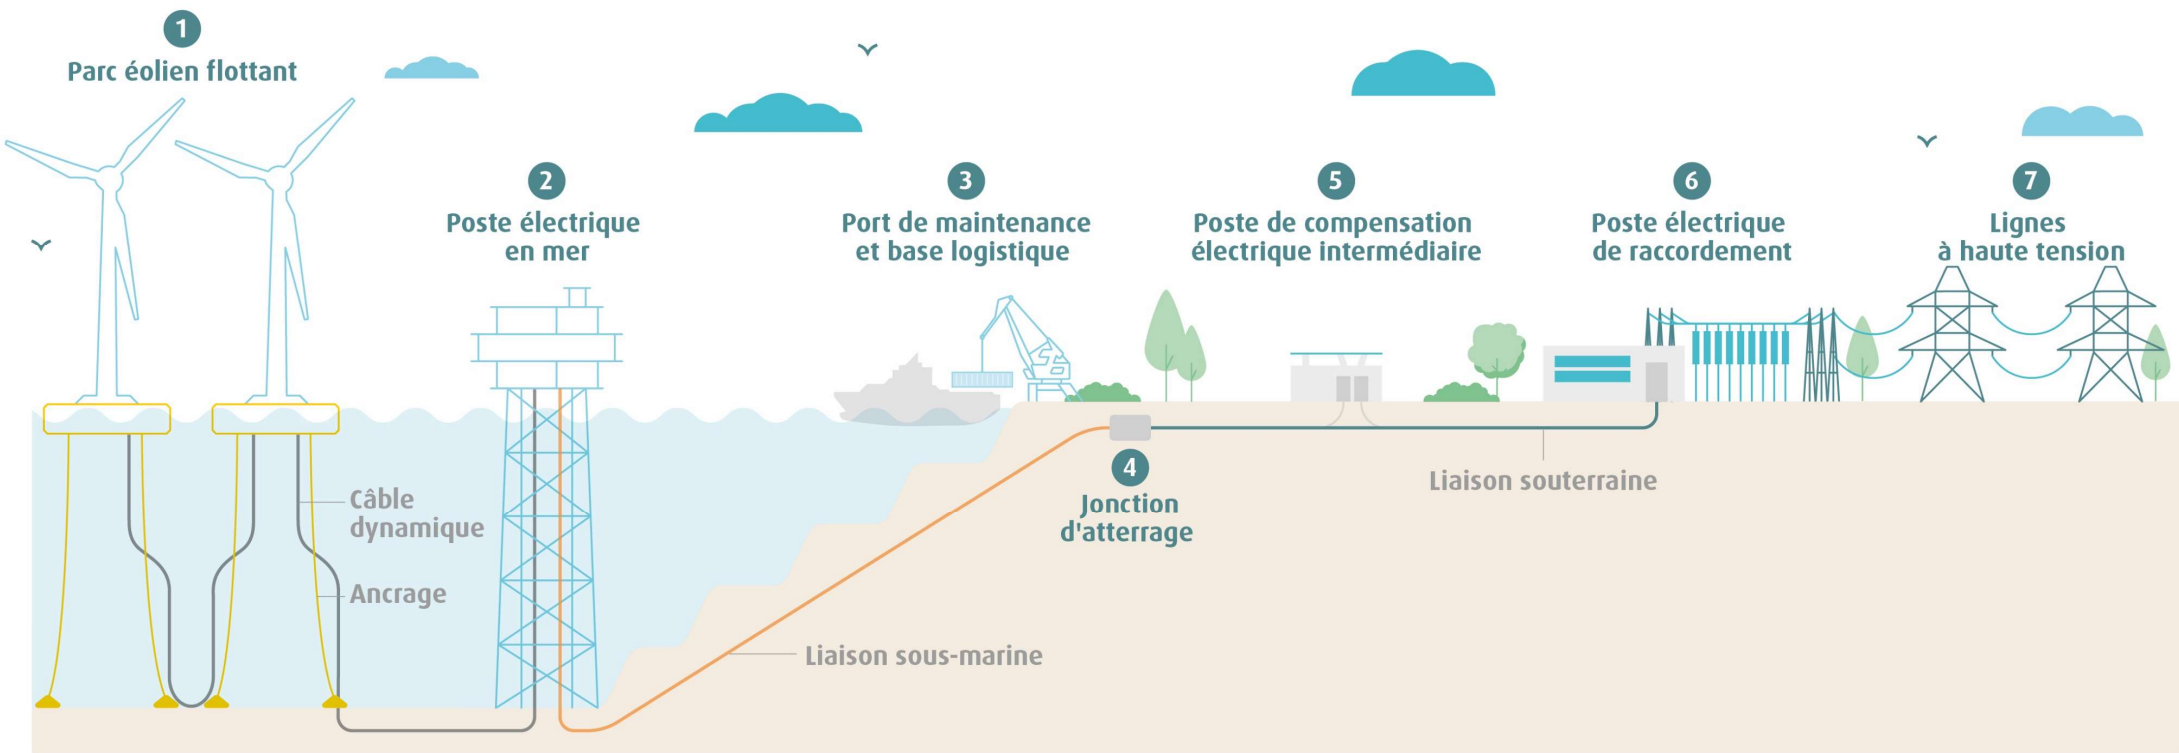 1
Parc éolien flottant
2
Poste électrique
en mer
3
Port de maintenance
et base logistique
5
Poste de compensation
électrique intermédiaire
6
Poste électrique
de raccordement
7
Lignes
à haute tension
4
Jonction
d'atterrage
Câble
dynamique
Ancrage
Liaison sous-marine
Liaison souterraine